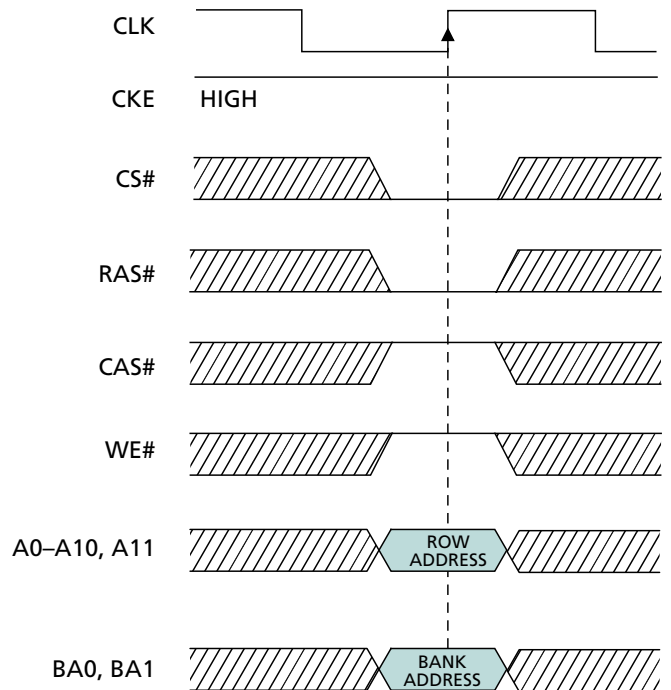 CLK
CKE HIGH
CS#
RAS#
CAS#
WE#
A0–A10, A11 ROW
ADDRESS
BA0, BA1 BANK
ADDRESS